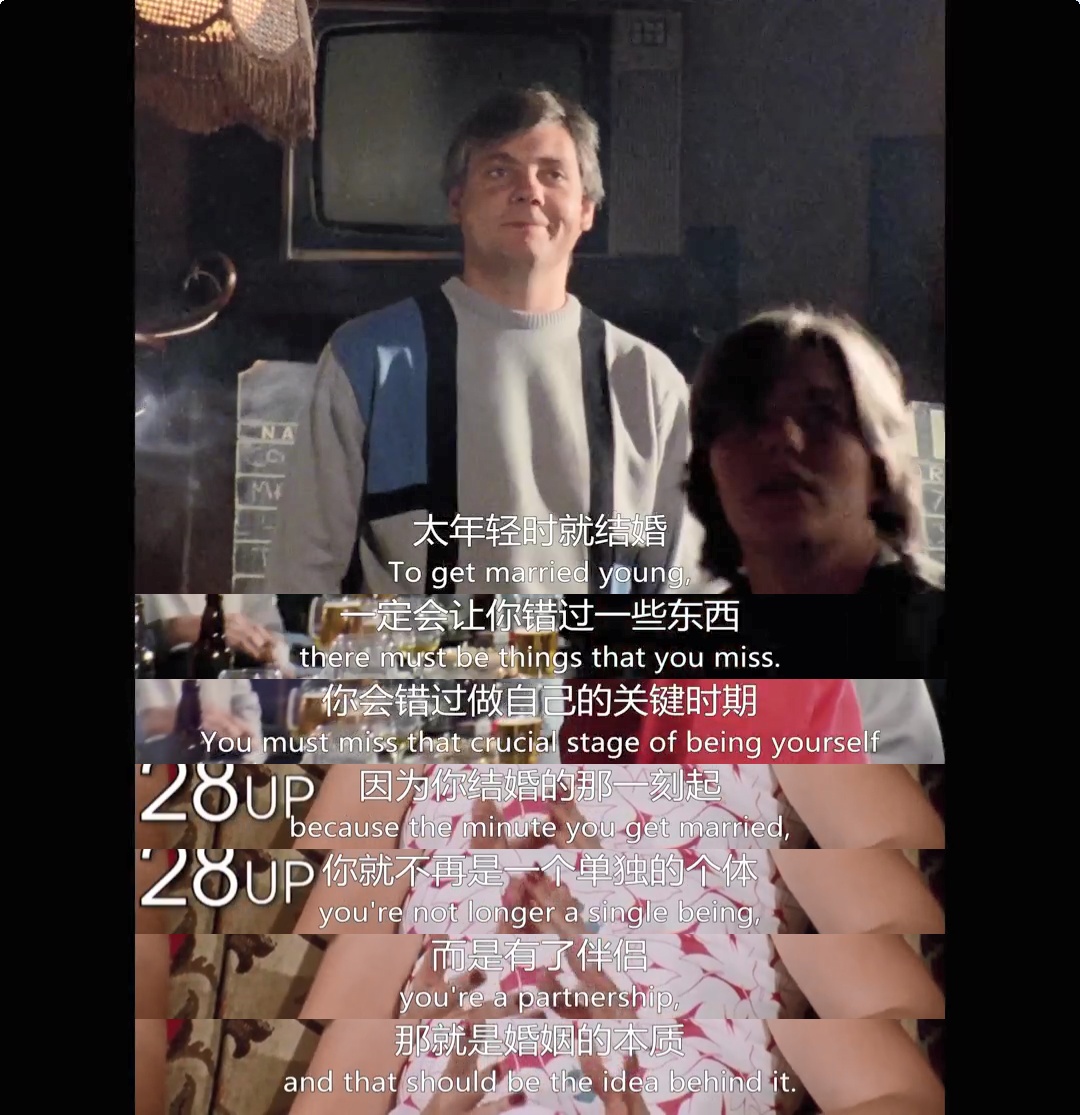 NA
太年轻时就结婚
To get married young,
一定会让你错过一些东西
there must be things that you miss.
你会错过做自己的关键时期
You must miss that crucial stage of being yourself
28UP
因为你结婚的那一刻起
because the minute you get married,
28UP
你就不再是一个单独的个体
you're not longer a single being,
而是有了伴侣
you're a partnership,
那就是婚姻的本质
and that should be the idea behind it.